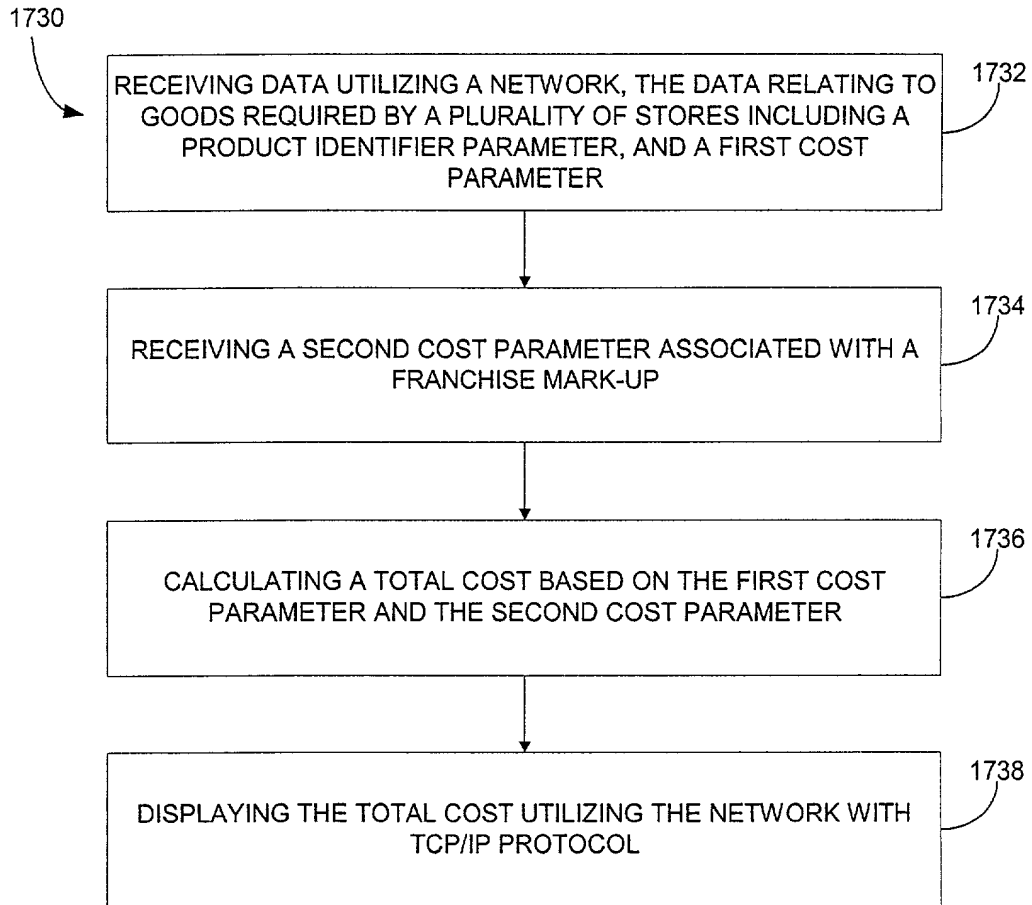 1730
RECEIVING DATA UTILIZING A NETWORK, THE DATA RELATING TO
GOODS REQUIRED BY A PLURALITY OF STORES INCLUDING A
PRODUCT IDENTIFIER PARAMETER, AND A FIRST COST
PARAMETER
1732
RECEIVING A SECOND COST PARAMETER ASSOCIATED WITH A
FRANCHISE MARK-UP
1734
CALCULATING A TOTAL COST BASED ON THE FIRST COST
PARAMETER AND THE SECOND COST PARAMETER
1736
DISPLAYING THE TOTAL COST UTILIZING THE NETWORK WITH
TCP/IP PROTOCOL
1738